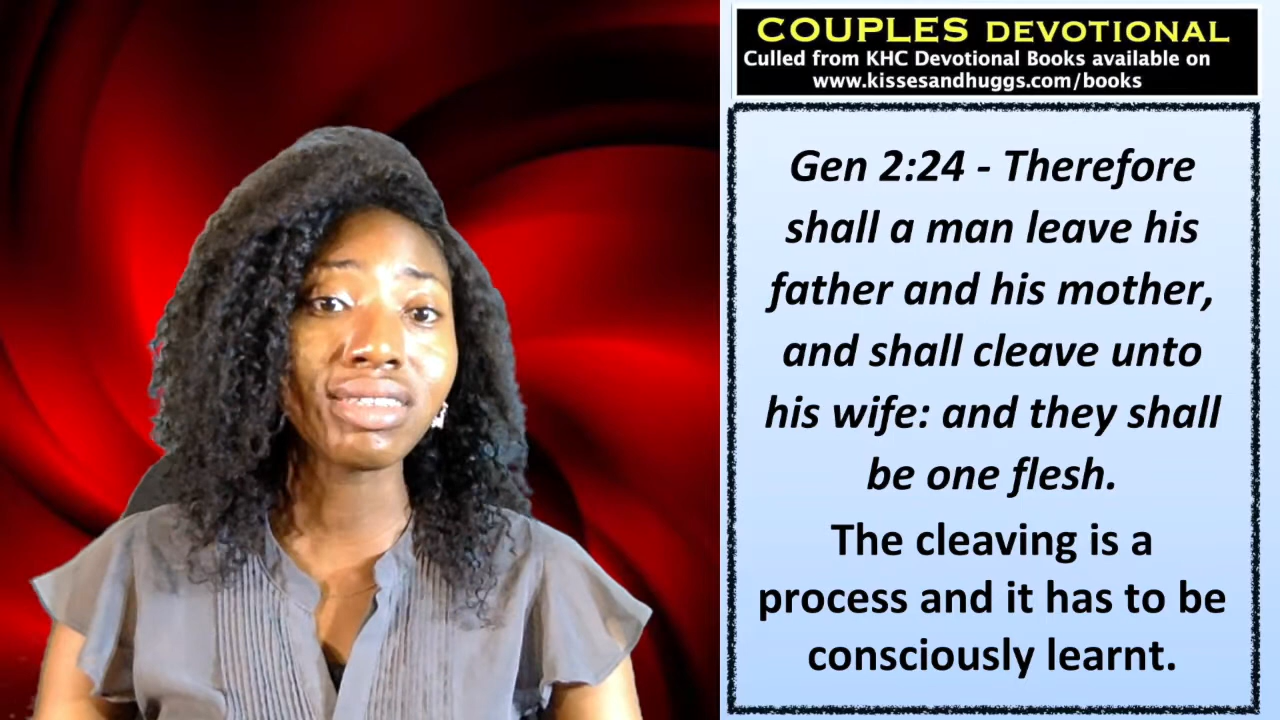 COUPLES DEVOTIONAL
Culled from KHC Devotional Books available on
www.kissesandhuggs.com/books
Gen 2:24 - Therefore
shall a man leave his
father and his mother,
and shall cleave unto
his wife: and they shall
be one flesh.
The cleaving is a
process and it has to be
consciously learnt.